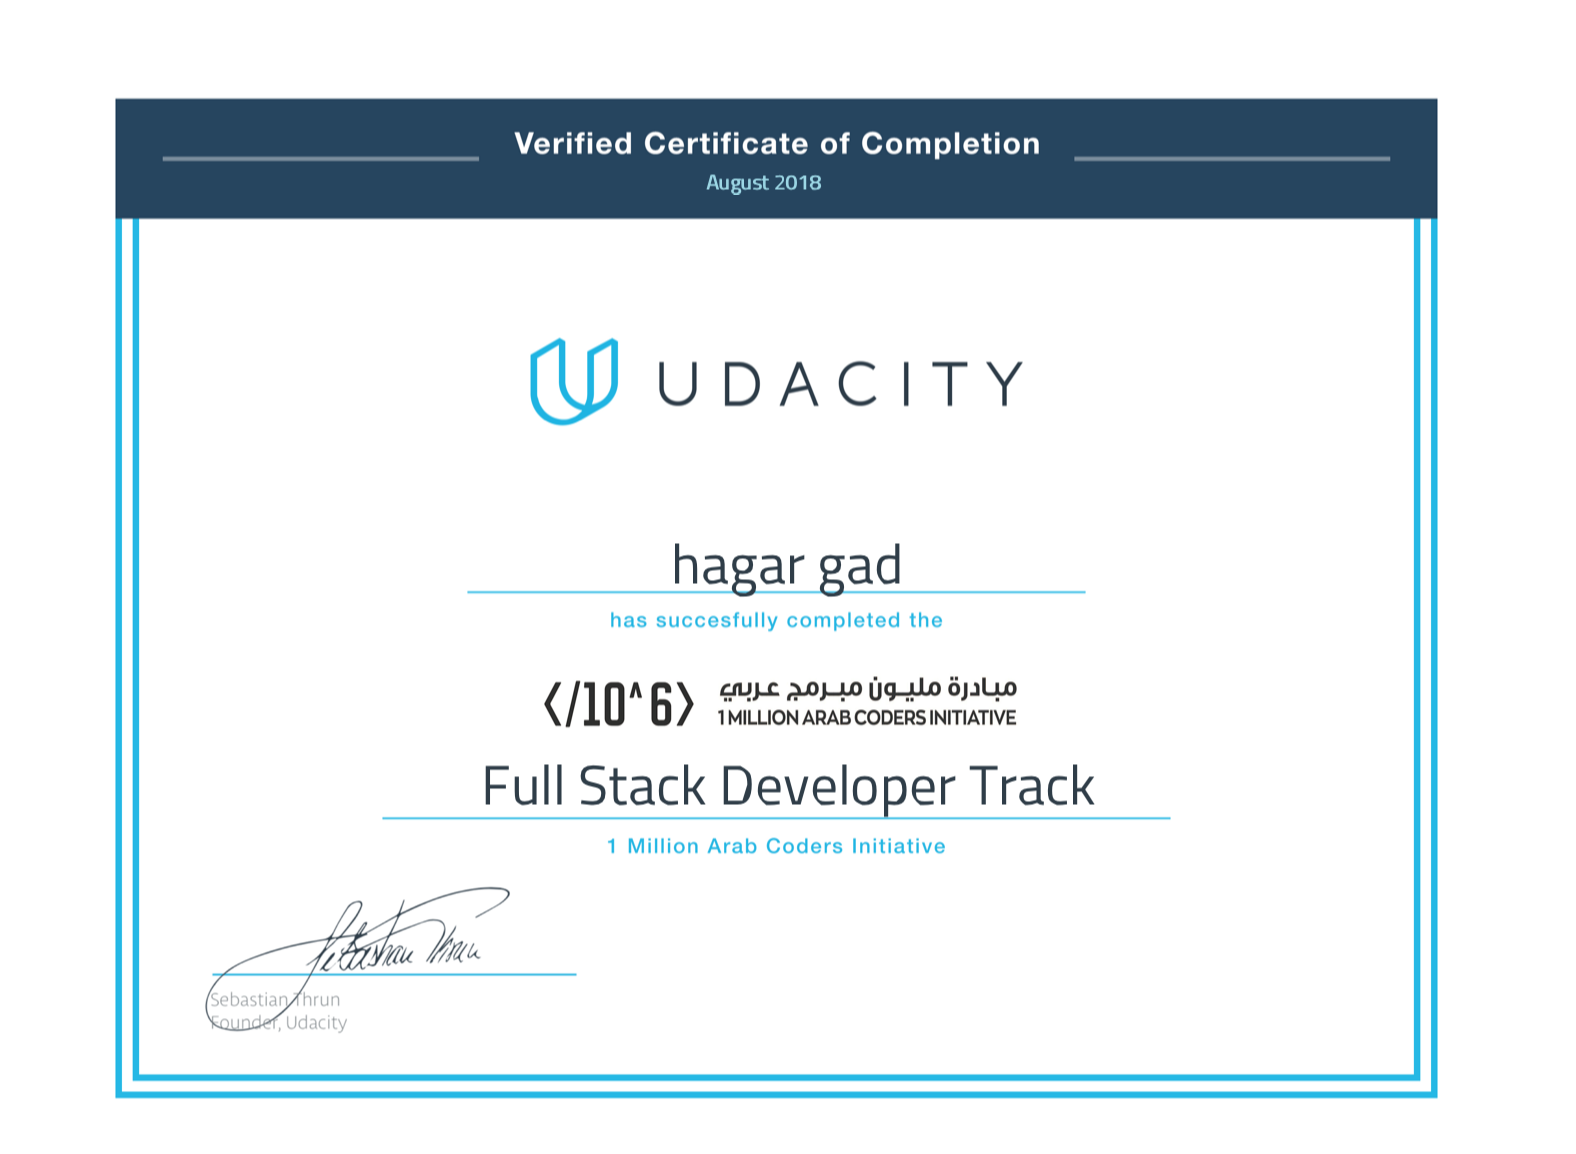 Verified Certificate of Completion
August 2018
UDACITY
hagar gad
has succesfully completed the
</10^6>
مبادرة مليون مبرمج عربي
1 MILLION ARAB CODERS INITIATIVE
Full Stack Developer Track
1 Million Arab Coders Initiative
Sebastian Thrun
Sebastian Thrun
Founder, Udacity